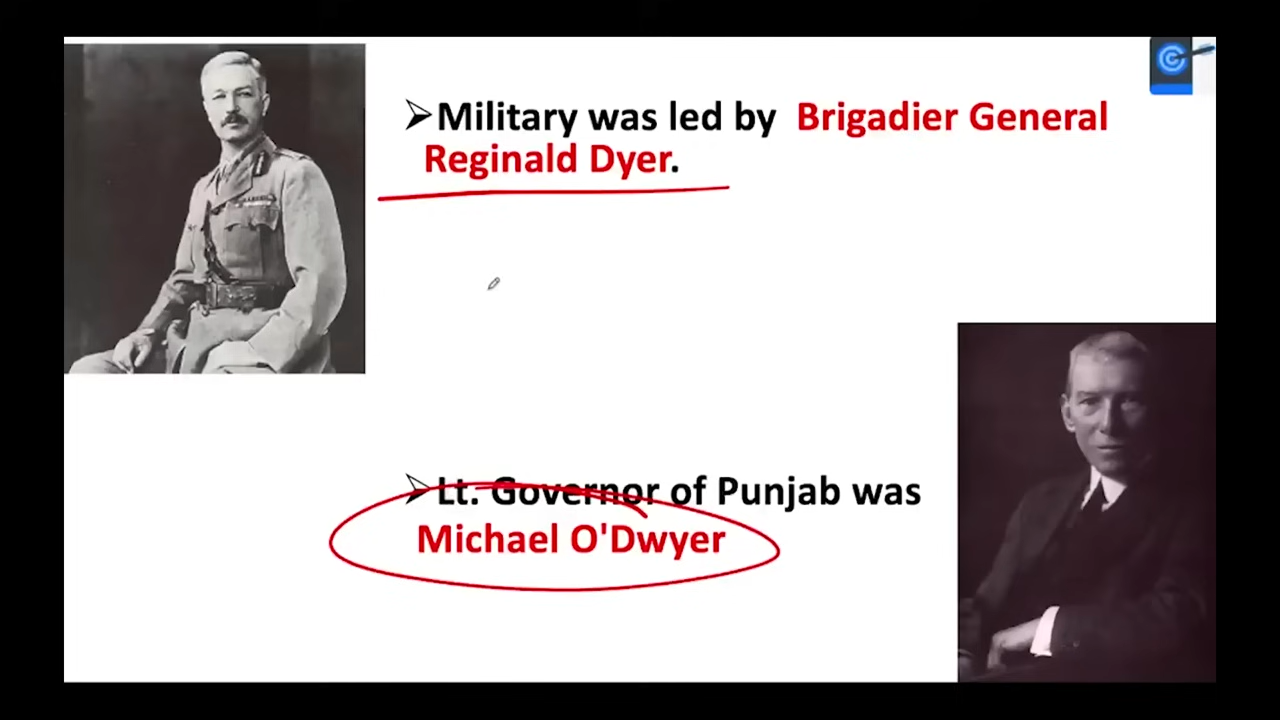 ➢Military was led by Brigadier General
Reginald Dyer.
➢Lt. Governor of Punjab was
Michael O'Dwyer